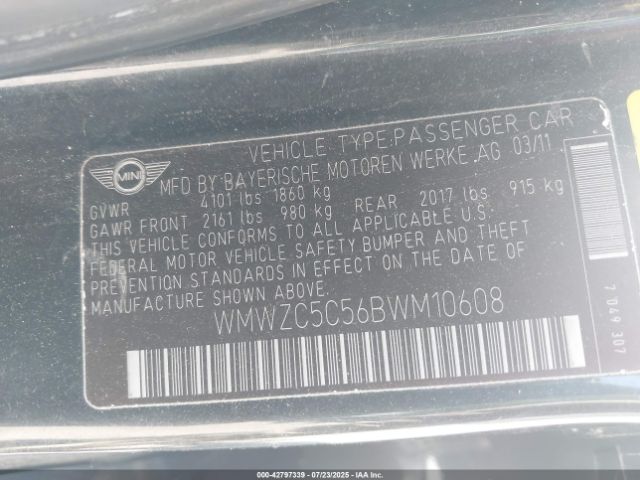 VEHICLE TYPE:PASSENGER CAR
MINI
MFD BY:BAYERISCHE MOTOREN WERKE.AG 03/11
GVWR 4101 lbs 1860 kg
GAWR FRONT 2161 lbs 980 kg REAR 2017 lbs 915 kg
THIS VEHICLE CONFORMS TO ALL APPLICABLE U.S.
FEDERAL MOTOR VEHICLE SAFETY BUMPER AND THEFT
PREVENTION STANDARDS IN EFFECT ON THE DATE OF
MANUFACTURE SHOWN ABOVE.
WMWZC5C56BWM10608
7 049 307
000-42797339 | 07/23/2025 | © IAA Holdings, LLC